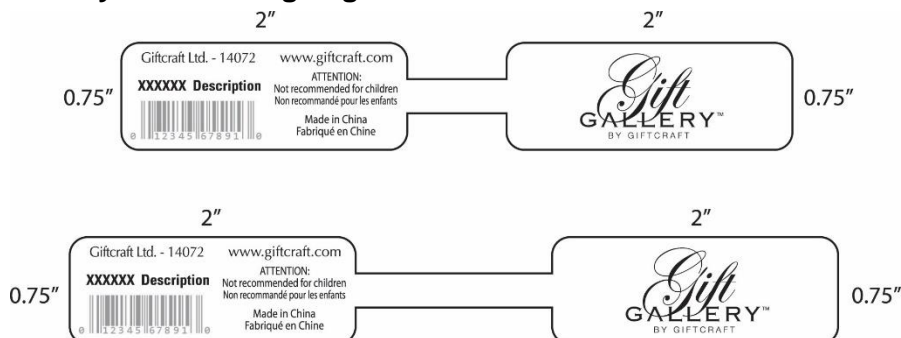 2” 2”
Giftcraft Ltd. - 14072 www.giftcraft.com
XXXXXX Description
ATTENTION:
Not recommended for children
Non recommandé pour les enfants
Made in China
Fabriqué en Chine
0 12345 67891 0
0.75”
Gift
GALLERY™
BY GIFTCRAFT
0.75”
2” 2”
Giftcraft Ltd. - 14072 www.giftcraft.com
XXXXXX Description
ATTENTION:
Not recommended for children
Non recommandé pour les enfants
Made in China
Fabriqué en Chine
0 12345 67891 0
0.75”
Gift
GALLERY™
BY GIFTCRAFT
0.75”